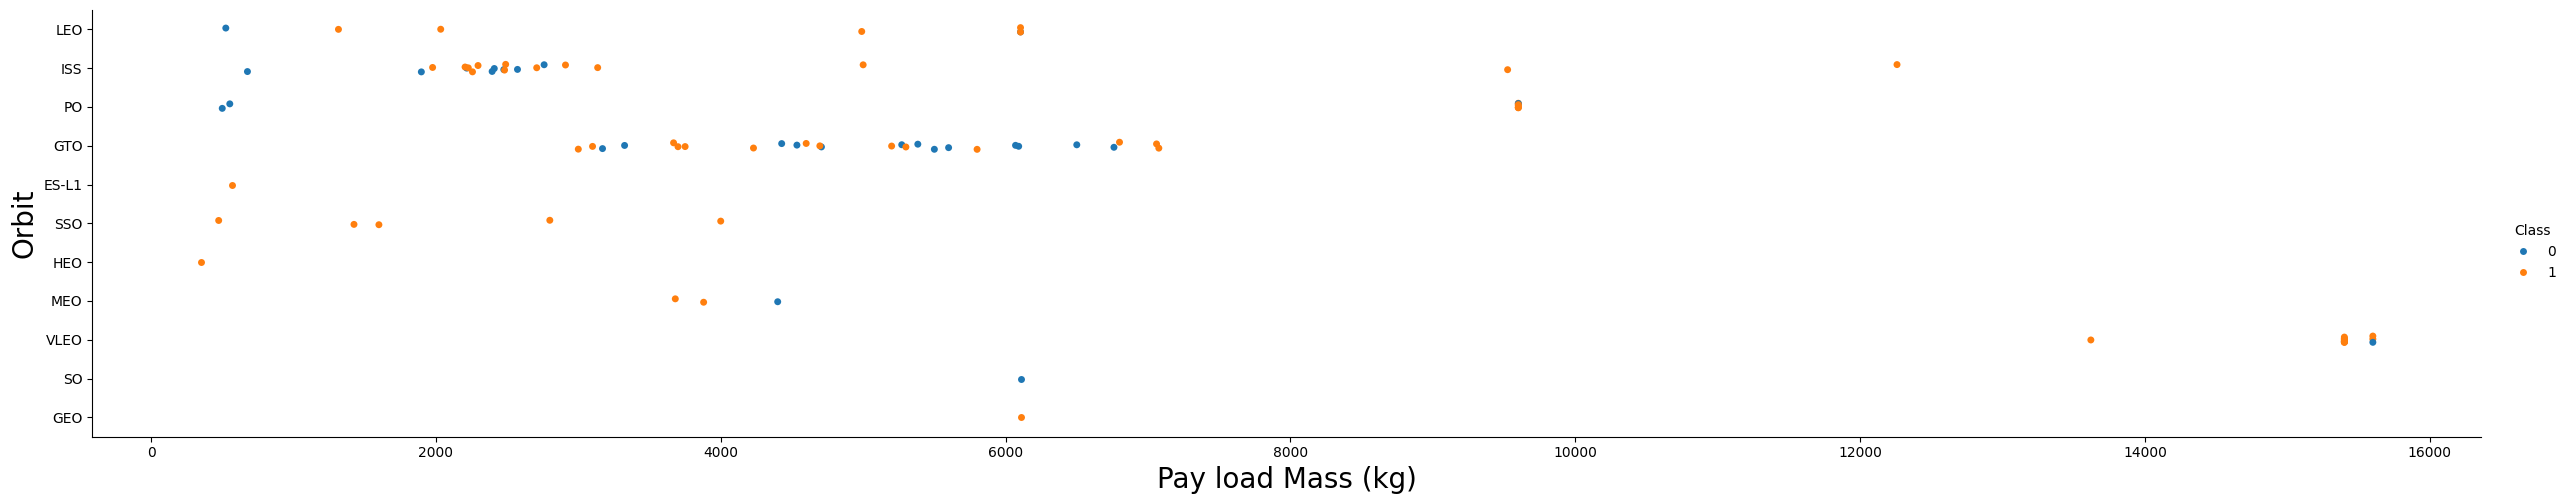 LEO
ISS
PO
GTO
ES-L1
SSO
HEO
MEO
VLEO
SO
GEO
Orbit
0 2000 4000 6000 8000 10000 12000 14000 16000
Pay load Mass (kg)
Class
0
1